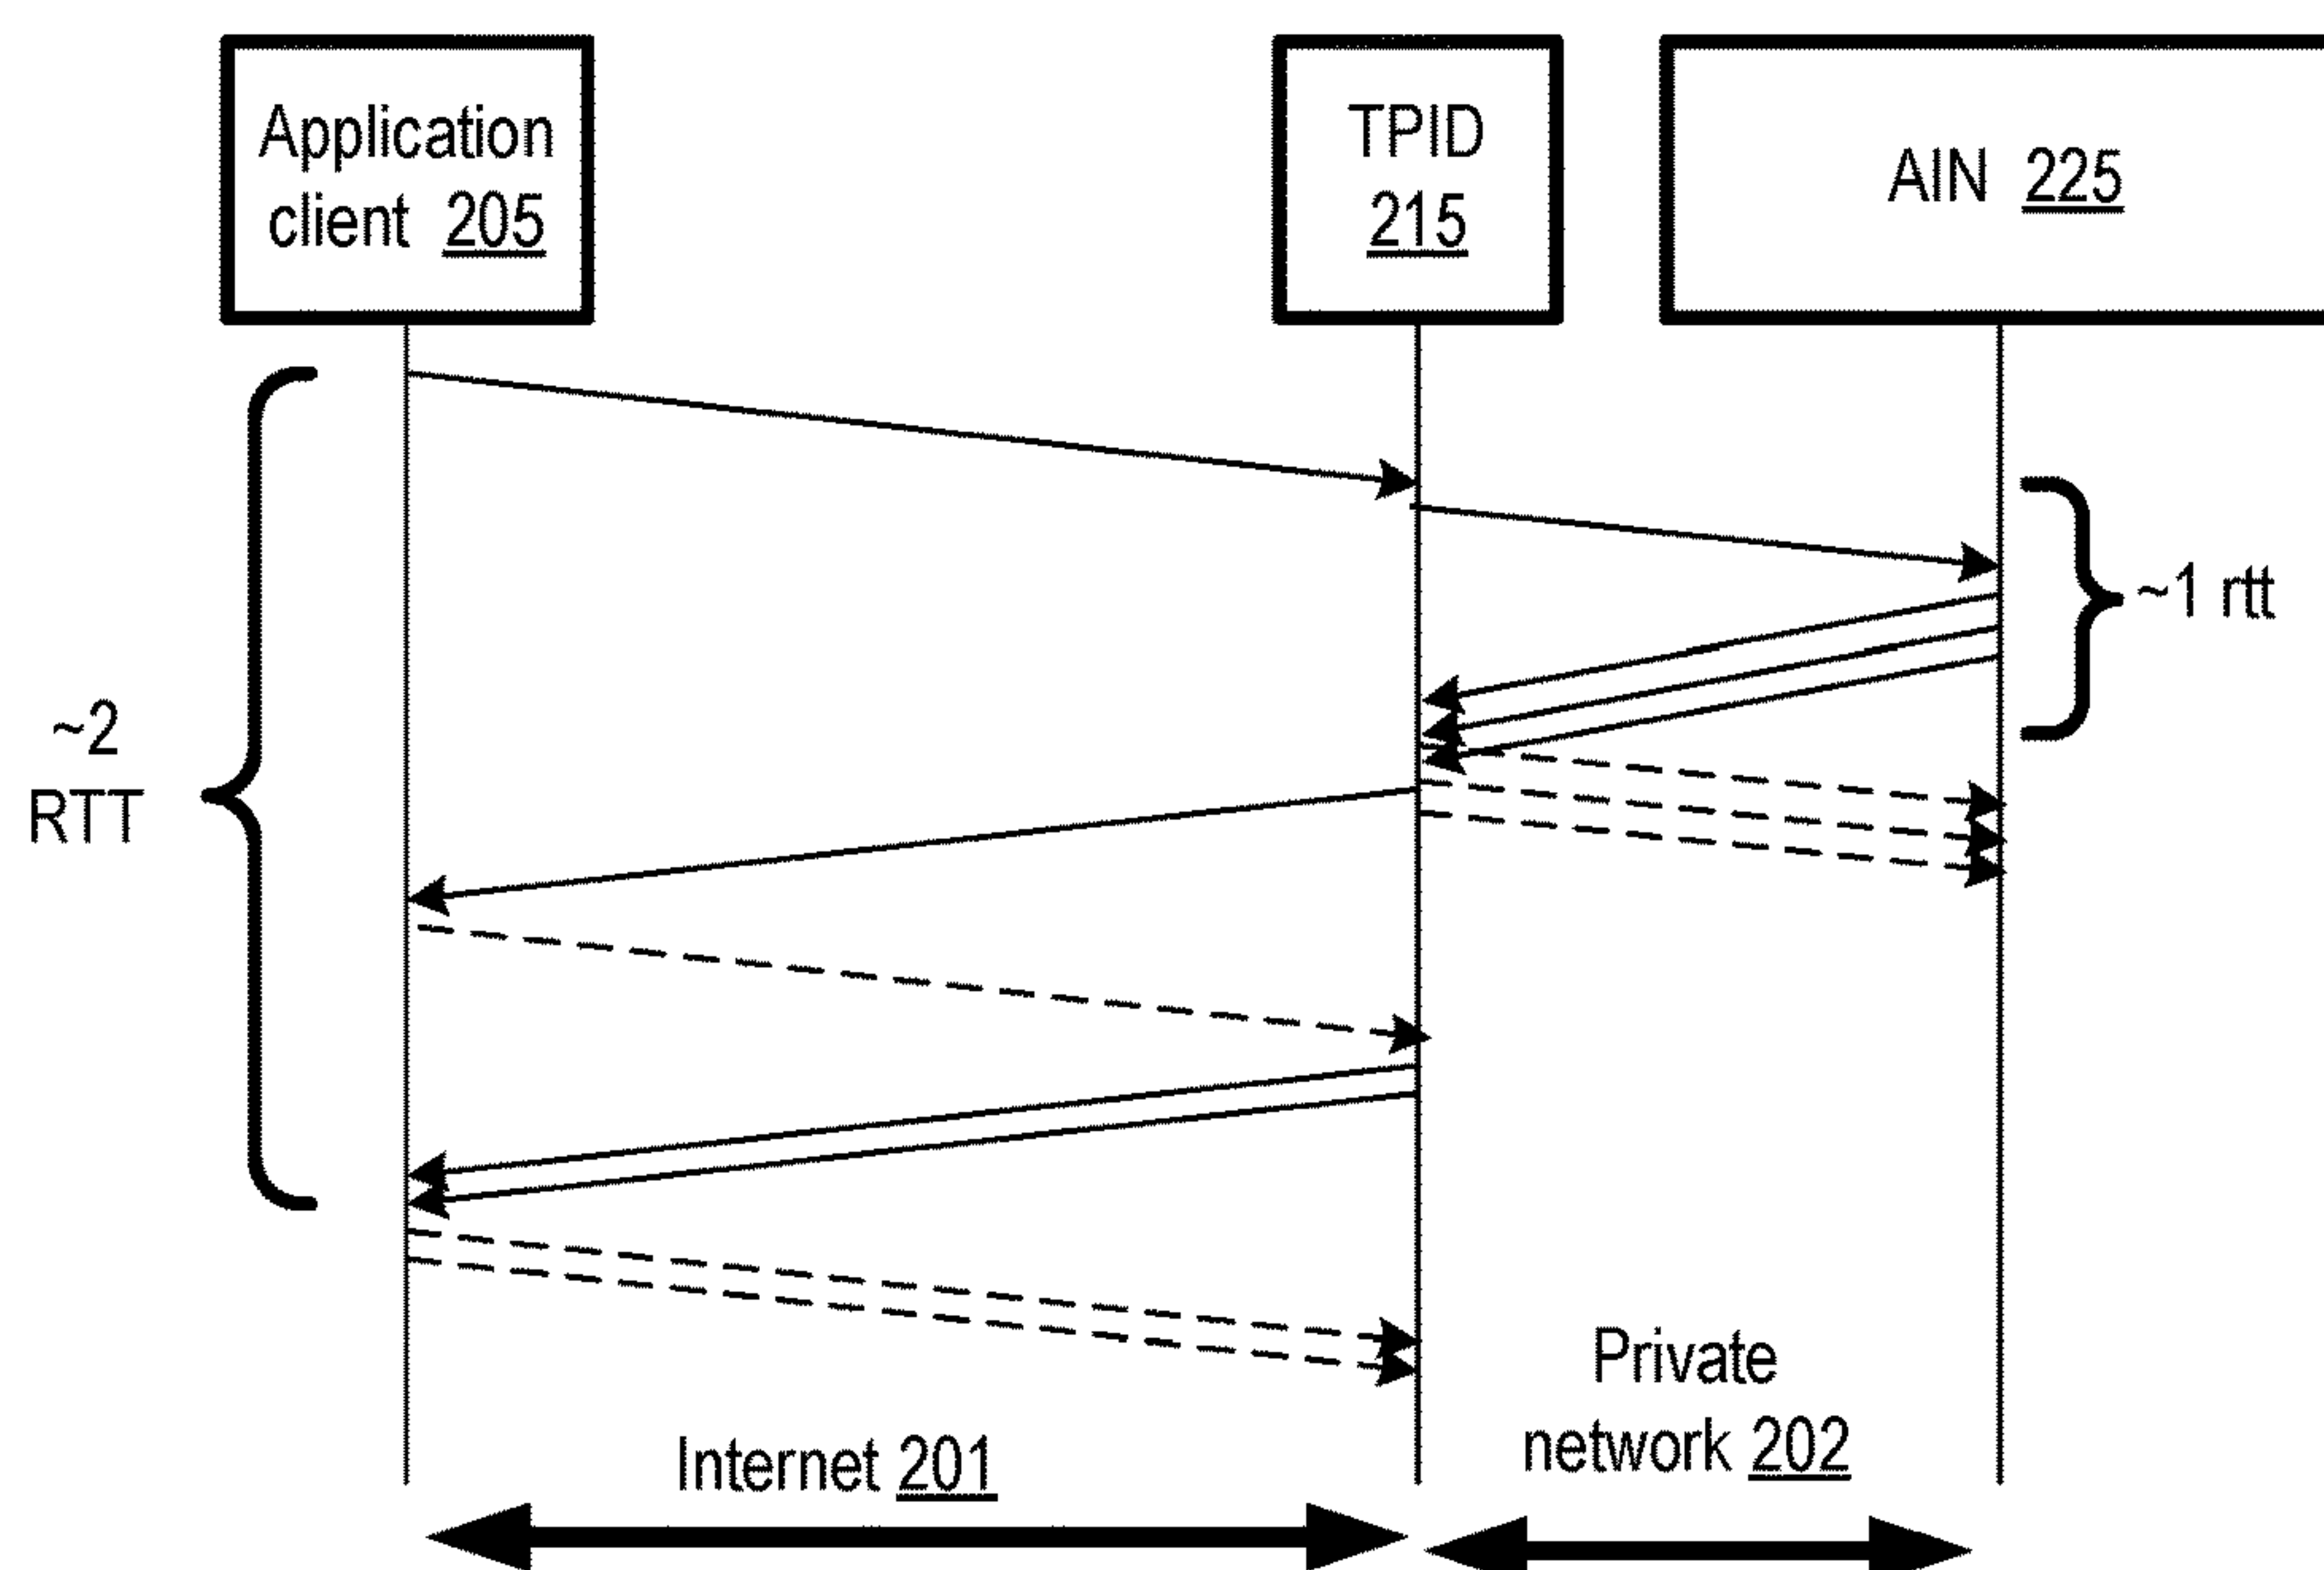 Application
client 205
TPID
215
AIN 225
~1 rtt
~2
RTT
Private
network 202
Internet 201